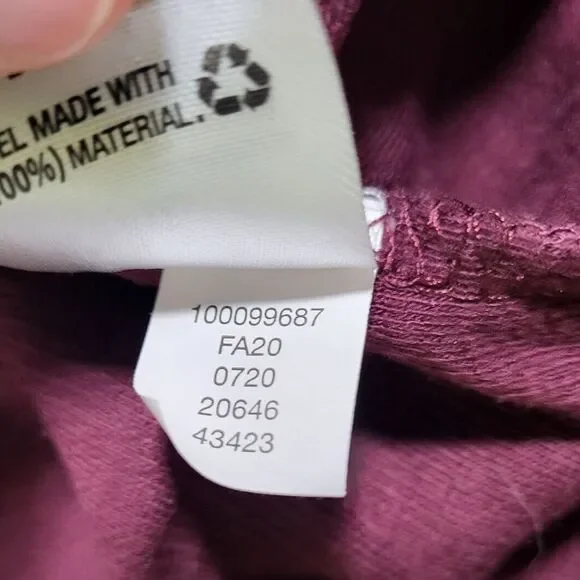 EL MADE WITH
00%) MATERIAL.
100099687
FA20
0720
20646
43423